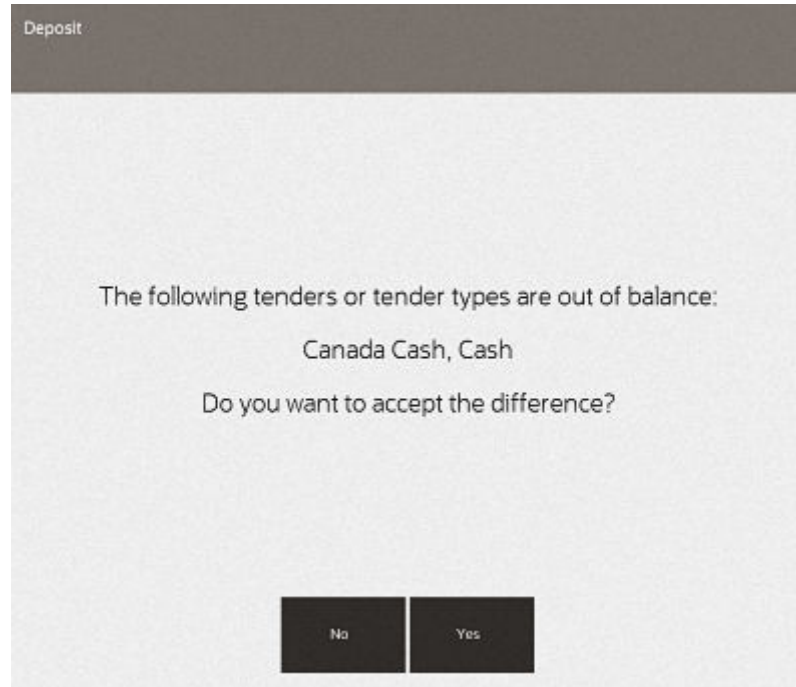 Deposit
The following tenders or tender types are out of balance:
Canada Cash, Cash
Do you want to accept the difference?
No
Yes